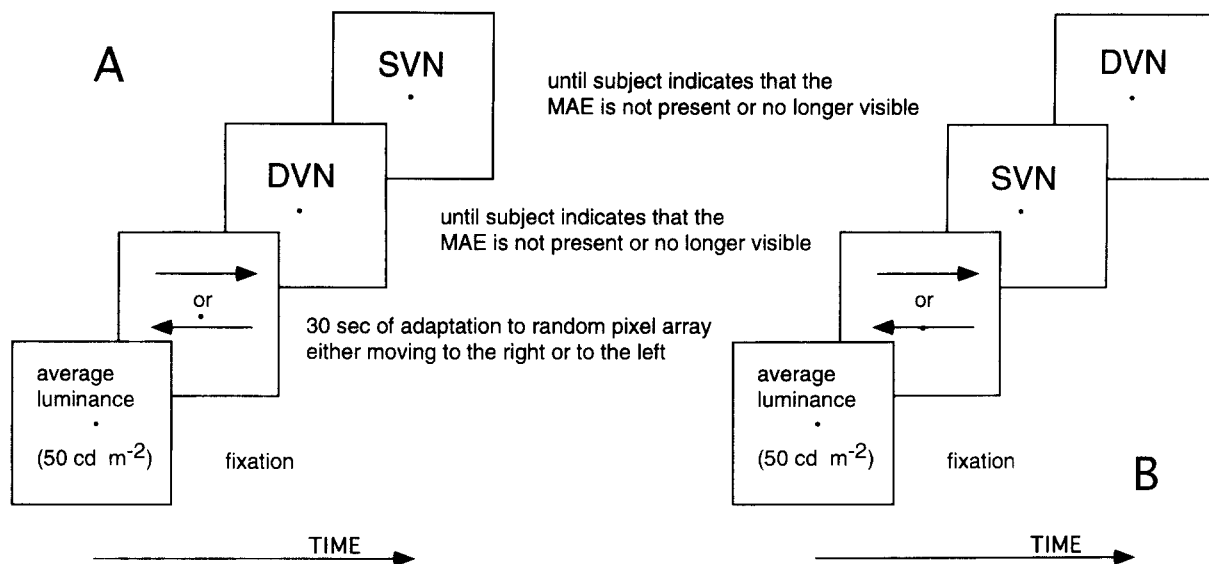 A
SVN
until subject indicates that the
MAE is not present or no longer visible
DVN
DVN
until subject indicates that the
MAE is not present or no longer visible
SVN
or
30 sec of adaptation to random pixel array
either moving to the right or to the left
or
average
luminance
(50 cd m-2)
fixation
average
luminance
(50 cd m-2)
fixation
B
TIME
TIME